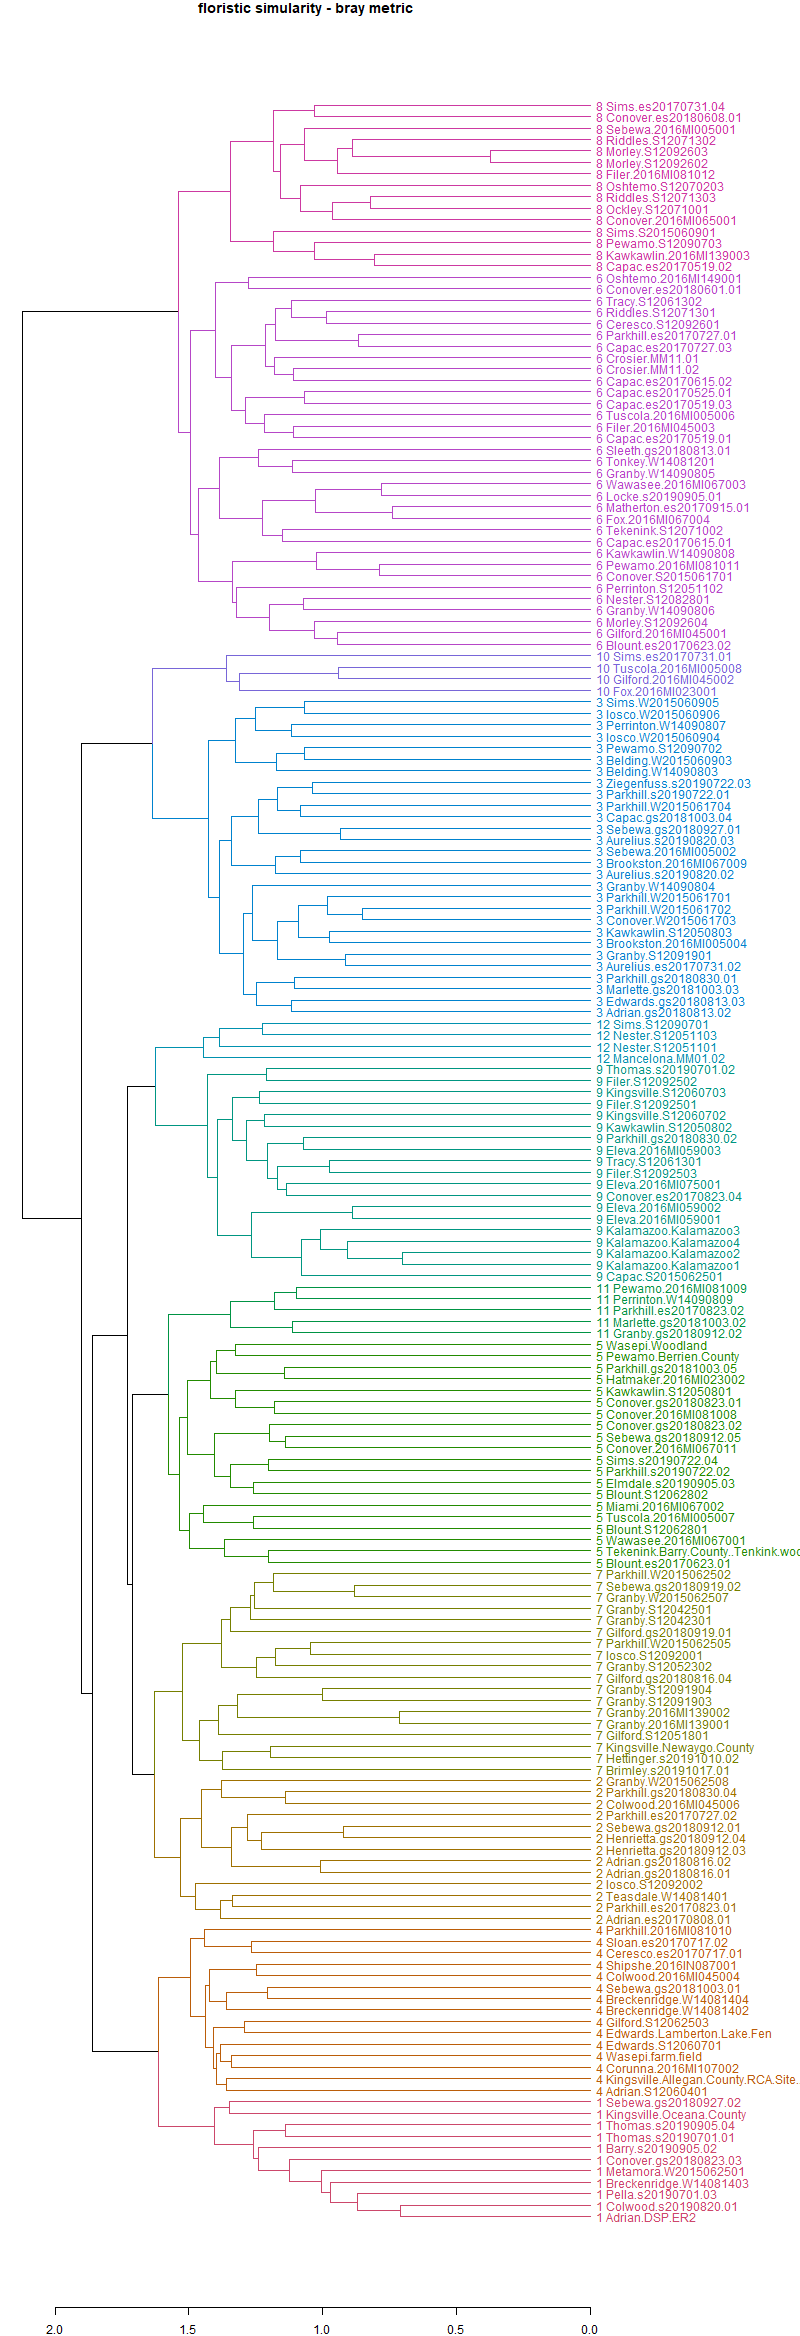 floristic simularity - bray metric
8 Sims.es20170731.04
8 Conover.es20180608.01
8 Sebewa.2016MI005001
8 Riddles.S12071302
8 Morley.S12092603
8 Morley.S12092602
8 Filer.2016MI081012
8 Oshtemo.S12070203
8 Riddles.S12071303
8 Ockley.S12071001
8 Conover.2016MI065001
8 Sims.S2015060901
8 Pewamo.S12090703
8 Kawkawlin.2016MI139003
8 Capac.es20170519.02
6 Oshtemo.2016MI149001
6 Conover.es20180601.01
6 Tracy.S12061302
6 Riddles.S12071301
6 Ceresco.S12092601
6 Parkhill.es20170727.01
6 Capac.es20170727.03
6 Crosier.MM11.01
6 Crosier.MM11.02
6 Capac.es20170615.02
6 Capac.es20170525.01
6 Capac.es20170519.03
6 Tuscola.2016MI005006
6 Filer.2016MI045003
6 Capac.es20170519.01
6 Sleeth.gs20180813.01
6 Tonkey.W14081201
6 Granby.W14090805
6 Wawasee.2016MI067003
6 Locke.s20190905.01
6 Matherton.es20170915.01
6 Fox.2016MI067004
6 Tekenink.S12071002
6 Capac.es20170615.01
6 Kawkawlin.W14090808
6 Pewamo.2016MI081011
6 Conover.S2015061701
6 Perrinton.S12051102
6 Nester.S12082801
6 Granby.W14090806
6 Morley.S12092604
6 Gilford.2016MI045001
6 Blount.es20170623.02
10 Sims.es20170731.01
10 Tuscola.2016MI005008
10 Gilford.2016MI045002
10 Fox.2016MI023001
3 Sims.W2015060905
3 Iosco.W2015060906
3 Perrinton.W14090807
3 Iosco.W2015060904
3 Pewamo.S12090702
3 Belding.W2015060903
3 Belding.W14090803
3 Ziegenfuss.s20190722.03
3 Parkhill.s20190722.01
3 Parkhill.W2015061704
3 Capac.gs20181003.04
3 Sebewa.gs20180927.01
3 Aurelius.s20190820.03
3 Sebewa.2016MI005002
3 Brookston.2016MI067009
3 Aurelius.s20190820.02
3 Granby.W14090804
3 Parkhill.W2015061701
3 Parkhill.W2015061702
3 Conover.W2015061703
3 Kawkawlin.S12050803
3 Brookston.2016MI005004
3 Granby.S12091901
3 Aurelius.es20170731.02
3 Parkhill.gs20180830.01
3 Marlette.gs20181003.03
3 Edwards.gs20180813.03
3 Adrian.gs20180813.02
12 Sims.S12090701
12 Nester.S12051103
12 Nester.S12051101
12 Mancelona.MM01.02
9 Thomas.s20190701.02
9 Filer.S12092502
9 Kingsville.S12060703
9 Filer.S12092501
9 Kingsville.S12060702
9 Kawkawlin.S12050802
9 Parkhill.gs20180830.02
9 Eleva.2016MI059003
9 Tracy.S12061301
9 Filer.S12092503
9 Eleva.2016MI075001
9 Conover.es20170823.04
9 Eleva.2016MI059002
9 Eleva.2016MI059001
9 Kalamazoo.Kalamazoo3
9 Kalamazoo.Kalamazoo4
9 Kalamazoo.Kalamazoo2
9 Kalamazoo.Kalamazoo1
9 Capac.S2015062501
11 Pewamo.2016MI081009
11 Perrinton.W14090809
11 Parkhill.es20170823.02
11 Marlette.gs20181003.02
11 Granby.gs20180912.02
5 Wasepi.Woodland
5 Pewamo.Berrien.County
5 Parkhill.gs20181003.05
5 Hatmaker.2016MI023002
5 Kawkawlin.S12050801
5 Conover.gs20180823.01
5 Conover.2016MI081008
5 Conover.gs20180823.02
5 Sebewa.gs20180912.05
5 Conover.2016MI067011
5 Sims.s20190722.04
5 Parkhill.s20190722.02
5 Elmdale.s20190905.03
5 Blount.S12062802
5 Miami.2016MI067002
5 Tuscola.2016MI005007
5 Blount.S12062801
5 Wawasee.2016MI067001
5 Tekenink.Barry.County..Tenkink.woo
5 Blount.es20170623.01
7 Parkhill.W2015062502
7 Sebewa.gs20180919.02
7 Granby.W2015062507
7 Granby.S12042501
7 Granby.S12042301
7 Gilford.gs20180919.01
7 Parkhill.W2015062505
7 Iosco.S12092001
7 Granby.S12052302
7 Gilford.gs20180816.04
7 Granby.S12091904
7 Granby.S12091903
7 Granby.2016MI139002
7 Granby.2016MI139001
7 Gilford.S12051801
7 Kingsville.Newaygo.County
7 Hettinger.s20191010.02
7 Brimley.s20191017.01
2 Granby.W2015062508
2 Parkhill.gs20180830.04
2 Colwood.2016MI045006
2 Parkhill.es20170727.02
2 Sebewa.gs20180912.01
2 Henrietta.gs20180912.04
2 Henrietta.gs20180912.03
2 Adrian.gs20180816.02
2 Adrian.gs20180816.01
2 Iosco.S12092002
2 Teasdale.W14081401
2 Parkhill.es20170823.01
2 Adrian.es20170808.01
4 Parkhill.2016MI081010
4 Sloan.es20170717.02
4 Ceresco.es20170717.01
4 Shipshe.2016IN087001
4 Colwood.2016MI045004
4 Sebewa.gs20181003.01
4 Breckenridge.W14081404
4 Breckenridge.W14081402
4 Gilford.S12062503
4 Edwards.Lamberton.Lake.Fen
4 Edwards.S12060701
4 Wasepi.farm.field
4 Corunna.2016MI107002
4 Kingsville.Allegan.County.RCA.Site.
4 Adrian.S12060401
1 Sebewa.gs20180927.02
1 Kingsville.Oceana.County
1 Thomas.s20190905.04
1 Thomas.s20190701.01
1 Barry.s20190905.02
1 Conover.gs20180823.03
1 Metamora.W2015062501
1 Breckenridge.W14081403
1 Pella.s20190701.03
1 Colwood.s20190820.01
1 Adrian.DSP.ER2
2.0 1.5 1.0 0.5 0.0